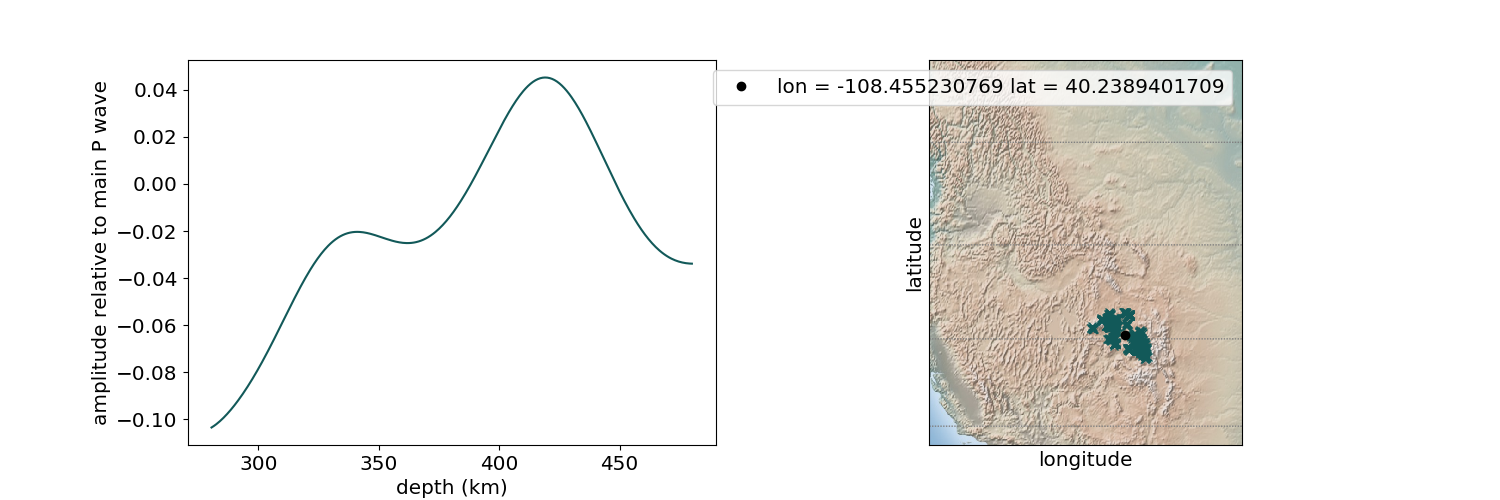 amplitude relative to main P wave
0.04
0.02
0.00
−0.02
−0.04
−0.06
−0.08
−0.10
300 350 400 450
depth (km)
lon = -108.455230769 lat = 40.2389401709
latitude
longitude